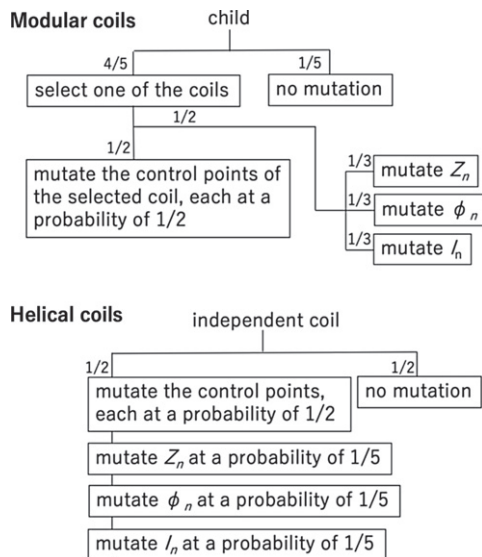 Modular coils
child
4/5
1/5
select one of the coils
no mutation
1/2
1/2
mutate the control points of
the selected coil, each at a
probability of 1/2
1/3
mutate Zₙ
1/3
mutate ϕ ₙ
1/3
mutate Iₙ
Helical coils
independent coil
1/2
1/2
mutate the control points,
each at a probability of 1/2
no mutation
mutate Zₙ at a probability of 1/5
mutate ϕ ₙ at a probability of 1/5
mutate Iₙ at a probability of 1/5